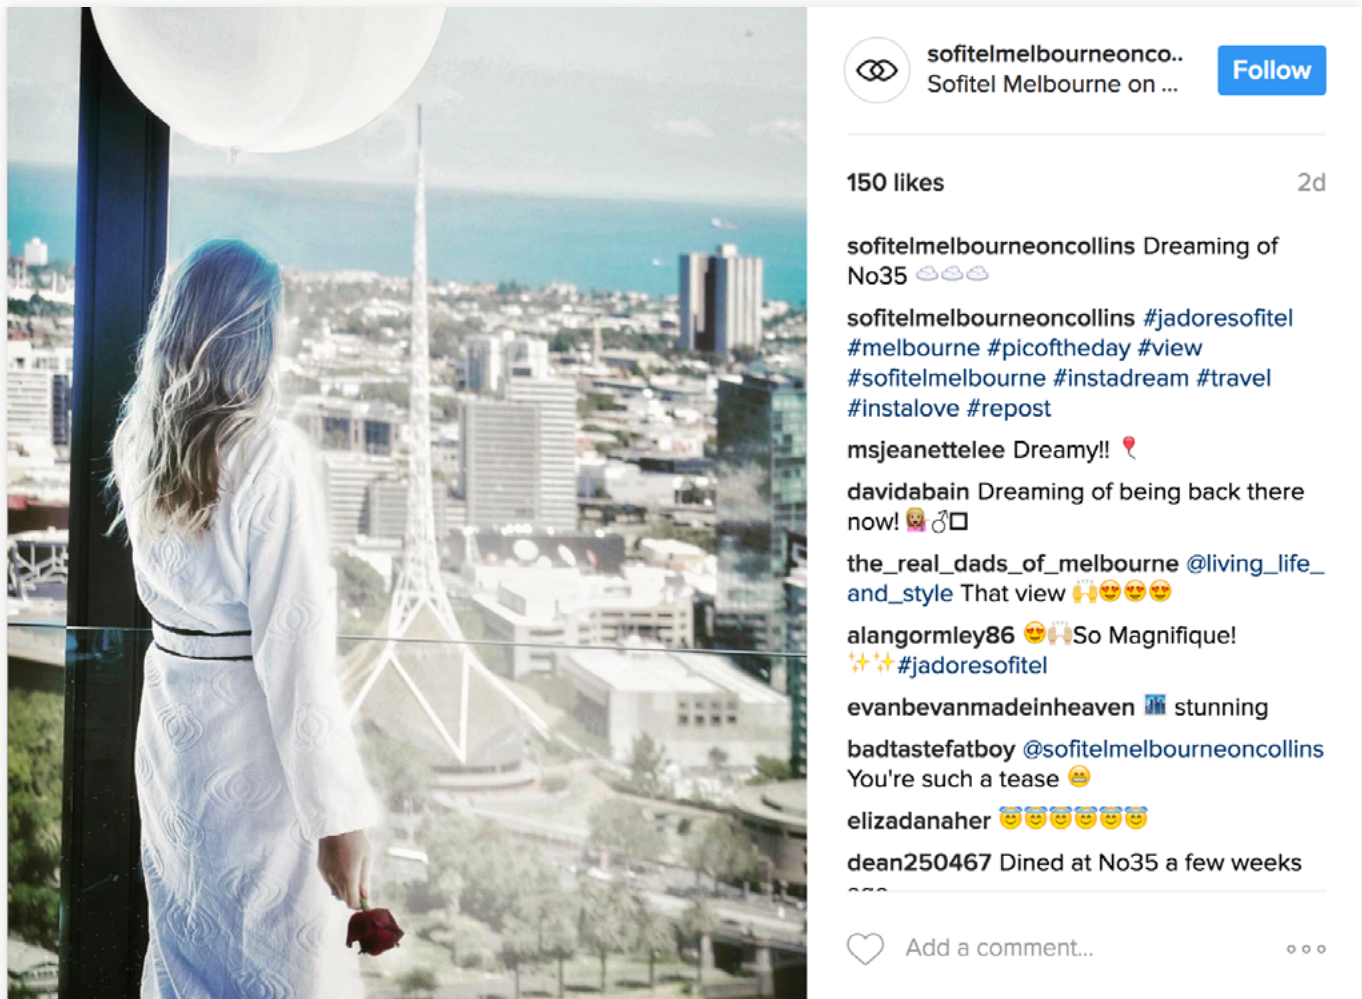 sofitelmelbourneonco..
Sofitel Melbourne on ...
Follow
150 likes
2d
sofitelmelbourneoncollins Dreaming of
No35 ☁️☁️☁️
sofitelmelbourneoncollins #jadoresofitel
#melbourne #picoftheday #view
#sofitelmelbourne #instadream #travel
#instalove #repost
msjeanettelee Dreamy!! 🎈
davidabain Dreaming of being back there
now! 💁🏼♂□
the_real_dads_of_melbourne @living_life_
and_style That view 🙌😍😍😍
alangormley86 😍🙌🏼So Magnifique!
✨✨#jadoresofitel
evanbevanmadeinheaven 🌃 stunning
badtastefatboy @sofitelmelbourneoncollins
You're such a tease 😁
elizadanaher 😇😇😇😇😇😇
dean250467 Dined at No35 a few weeks
Add a comment...